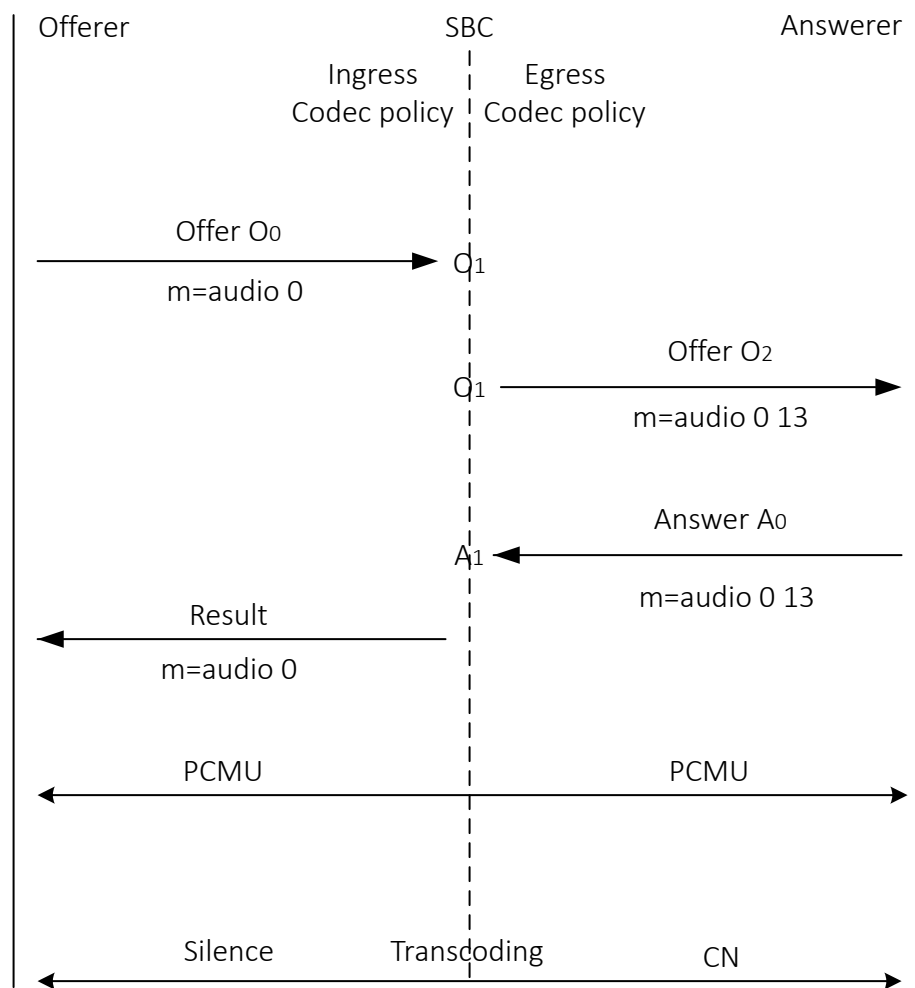 Offerer SBC Answerer
Ingress Egress
Codec policy Codec policy
Offer O0
O1
m=audio 0
Offer O2
O1
m=audio 0 13
Answer A0
A1
m=audio 0 13
Result
m=audio 0
PCMU PCMU
Silence Transcoding CN